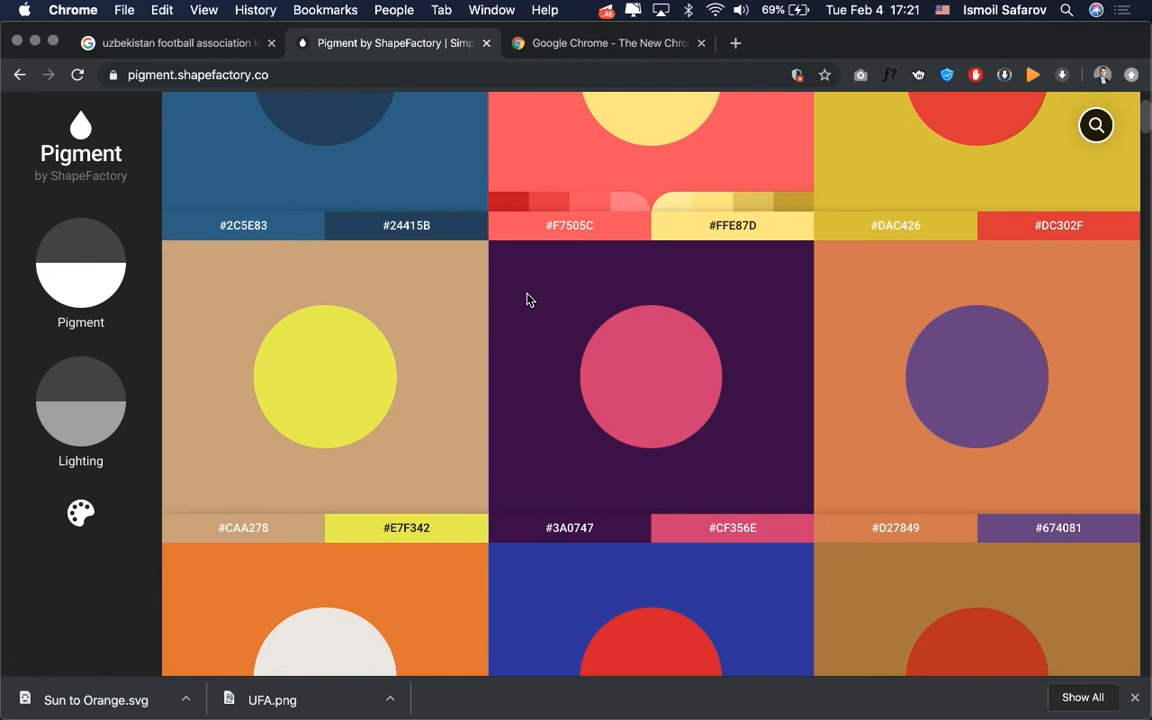 Chrome File Edit View History Bookmarks People Tab Window Help 46 69% Tue Feb 4 17:21 Ismoil Safarov
uzbekistan football association l
Pigment by ShapeFactory | Simp
Google Chrome - The New Chro
pigment.shapefactory.co
f?
Pigment
by ShapeFactory
Pigment
Lighting
#2C5E83 #24415B #F7505C #FFE87D #DAC426 #DC302F
#CAA278 #E7F342 #3A0747 #CF356E #D27849 #674081
Sun to Orange.svg
UFA.png
Show All